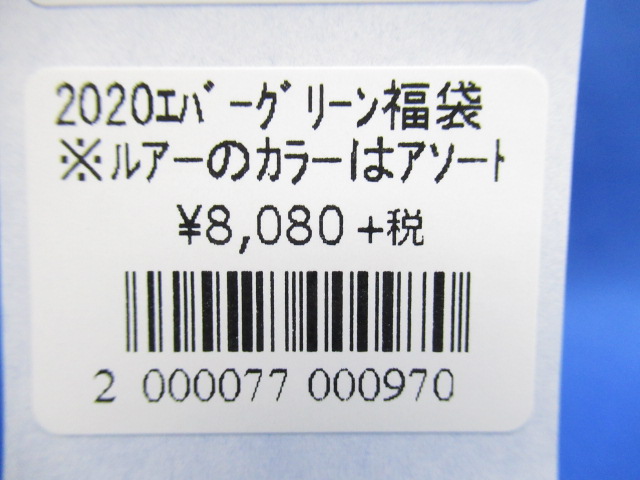 2020エバーグリーン福袋
※ルアーのカラーはアソート
¥8,080+税
2 000077 000970